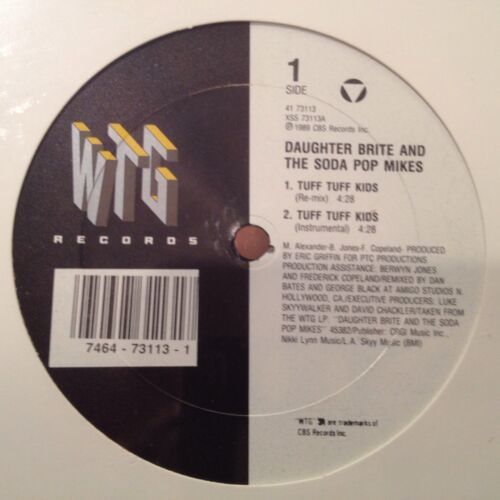 WTG
RECORDS
7464 - 73113 - 1
1
SIDE
41 73113
XSS 73113A
℗1989 CBS Records Inc.
DAUGHTER BRITE AND
THE SODA POP MIKES
1. TUFF TUFF KIDS
(Re-mix) 4:28
2. TUFF TUFF KIDS
(Instrumental) 4:28
M. Alexander-B. Jones-F. Copeland- PRODUCED
BY ERIC GRIFFIN FOR PTC PRODUCTIONS
PRODUCTION ASSISTANCE: BERWYN JONES
AND FREDERICK COPELAND/REMIXED BY DAN
BATES AND GEORGE BLACK AT AMIGO STUDIOS N.
HOLLYWOOD, CA./EXECUTIVE PRODUCERS: LUKE
SKYYWALKER AND DAVID CHACKLER/TAKEN FROM
THE WTG LP: "DAUGHTER BRITE AND THE SODA
POP MIKES" 45382/Publisher: Music Inc.,
Nikki Lynn Music/L.A. Skyy Music (BMI)
"WTG" are trademarks of
CBS Records Inc.